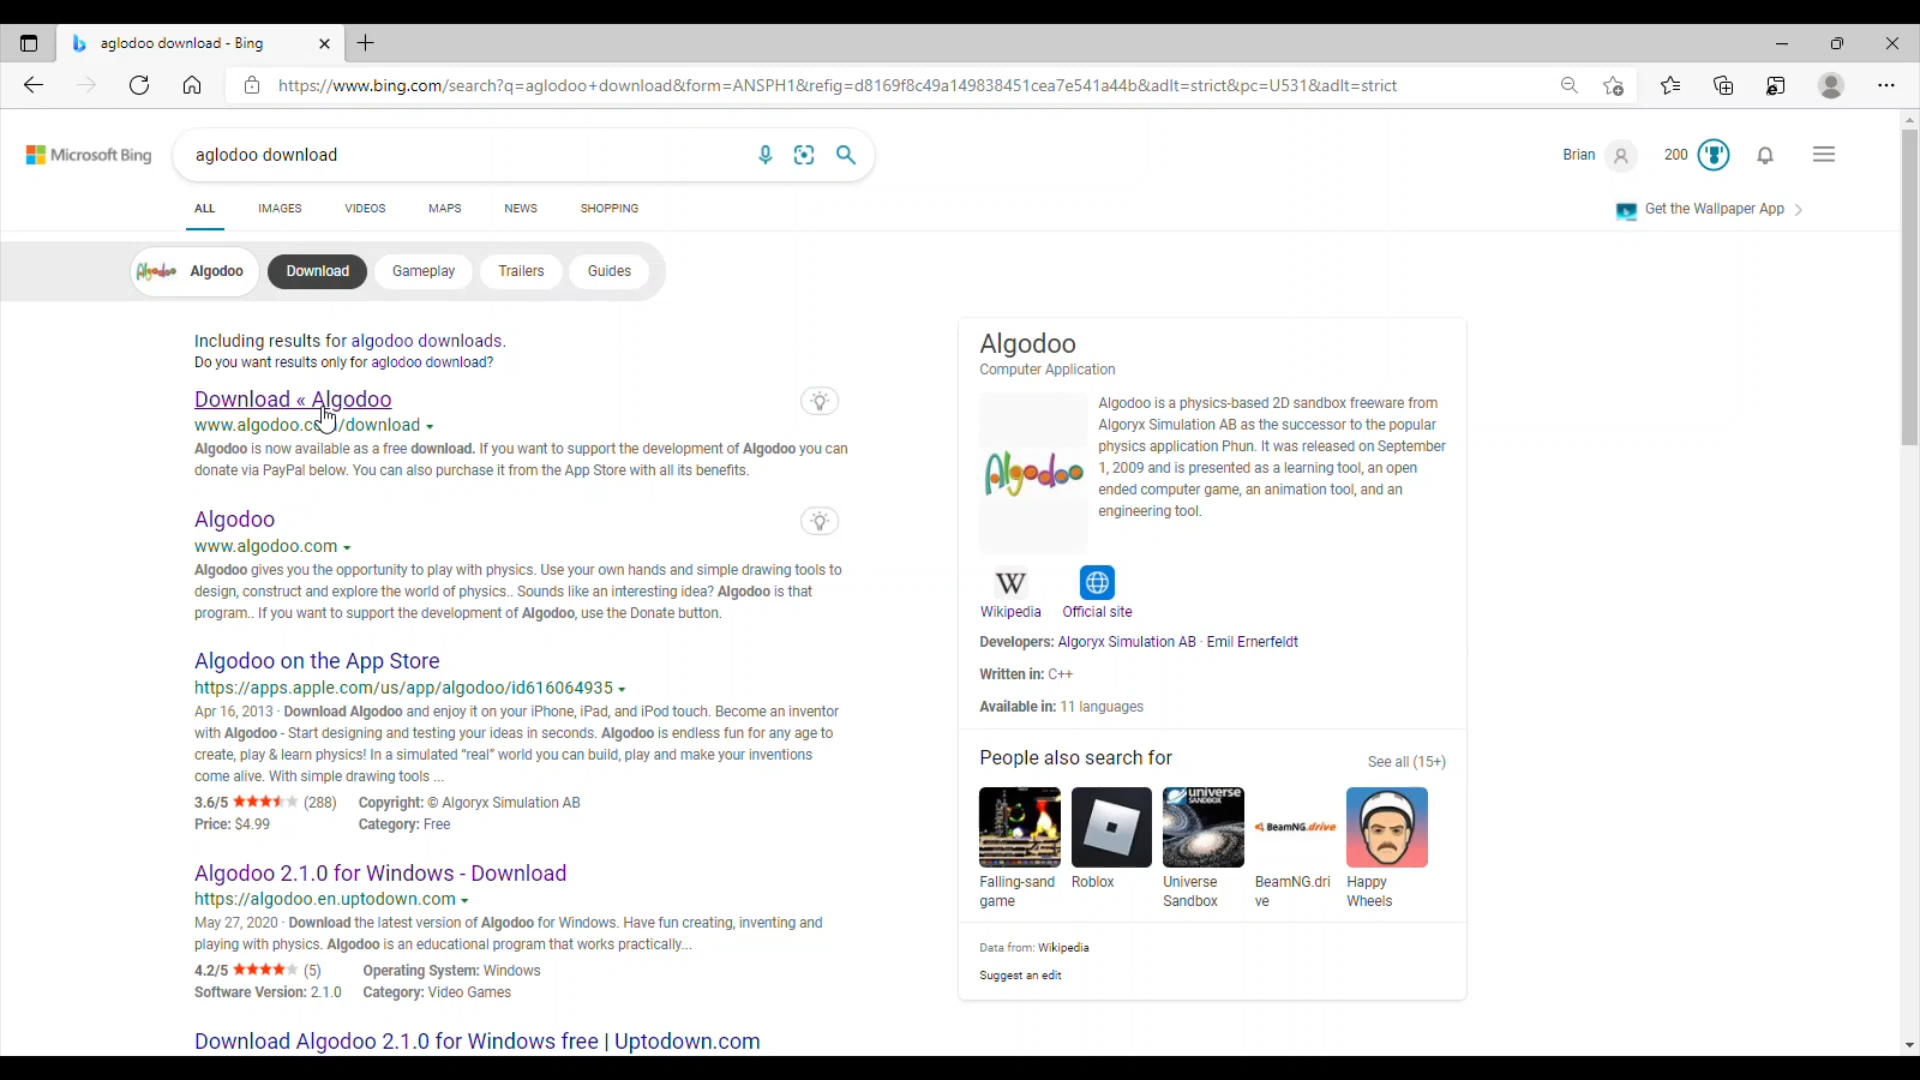 aglodoo download - Bing
https://www.bing.com/search?q=aglodoo+download&form=ANSPH1&refig=d8169f8c49a149838451cea7e541a44b&adlt=strict&pc=U531&adlt=strict
Microsoft Bing
aglodoo download
Brian
200
ALL IMAGES VIDEOS MAPS NEWS SHOPPING
Get the Wallpaper App
Algodoo Algodoo Download Gameplay Trailers Guides
Including results for algodoo downloads.
Do you want results only for aglodoo download?
Download « Algodoo
www.algodoo.c /download
Algodoo is now available as a free download. If you want to support the development of Algodoo you can
donate via PayPal below. You can also purchase it from the App Store with all its benefits.
Algodoo
www.algodoo.com
Algodoo gives you the opportunity to play with physics. Use your own hands and simple drawing tools to
design, construct and explore the world of physics.. Sounds like an interesting idea? Algodoo is that
program.. If you want to support the development of Algodoo, use the Donate button.
Algodoo on the App Store
https://apps.apple.com/us/app/algodoo/id616064935
Apr 16, 2013 · Download Algodoo and enjoy it on your iPhone, iPad, and iPod touch. Become an inventor
with Algodoo - Start designing and testing your ideas in seconds. Algodoo is endless fun for any age to
create, play & learn physics! In a simulated “real” world you can build, play and make your inventions
come alive. With simple drawing tools ...
3.6/5 (288) Copyright: © Algoryx Simulation AB
Price: $4.99 Category: Free
Algodoo 2.1.0 for Windows - Download
https://algodoo.en.uptodown.com
May 27, 2020 · Download the latest version of Algodoo for Windows. Have fun creating, inventing and
playing with physics. Algodoo is an educational program that works practically...
4.2/5 (5) Operating System: Windows
Software Version: 2.1.0 Category: Video Games
Download Algodoo 2.1.0 for Windows free | Uptodown.com
Algodoo
Computer Application
Algodoo
Algodoo is a physics-based 2D sandbox freeware from
Algoryx Simulation AB as the successor to the popular
physics application Phun. It was released on September
1, 2009 and is presented as a learning tool, an open
ended computer game, an animation tool, and an
engineering tool.
W
Wikipedia Official site
Developers: Algoryx Simulation AB · Emil Ernerfeldt
Written in: C++
Available in: 11 languages
People also search for
See all (15+)
universe
SANDBOX
BeamNG.drive
Falling-sand Roblox Universe BeamNG.dri Happy
game Sandbox ve Wheels
Data from: Wikipedia
Suggest an edit